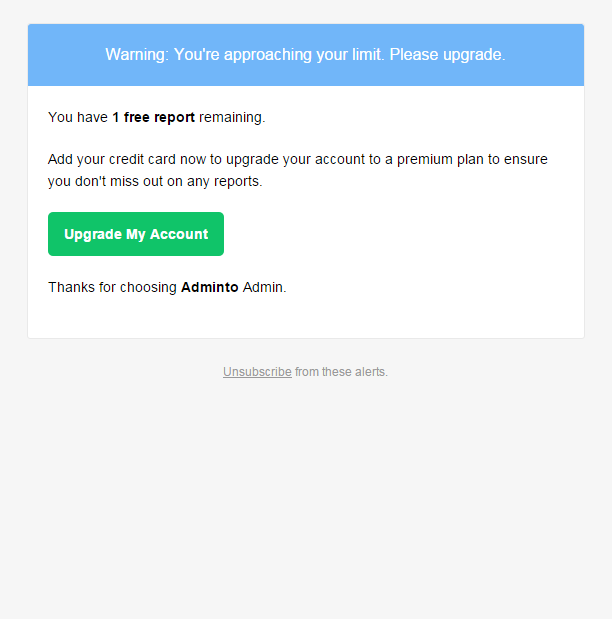 Warning: You're approaching your limit. Please upgrade.
You have 1 free report remaining.
Add your credit card now to upgrade your account to a premium plan to ensure
you don't miss out on any reports.
Upgrade My Account
Thanks for choosing Adminto Admin.
Unsubscribe from these alerts.